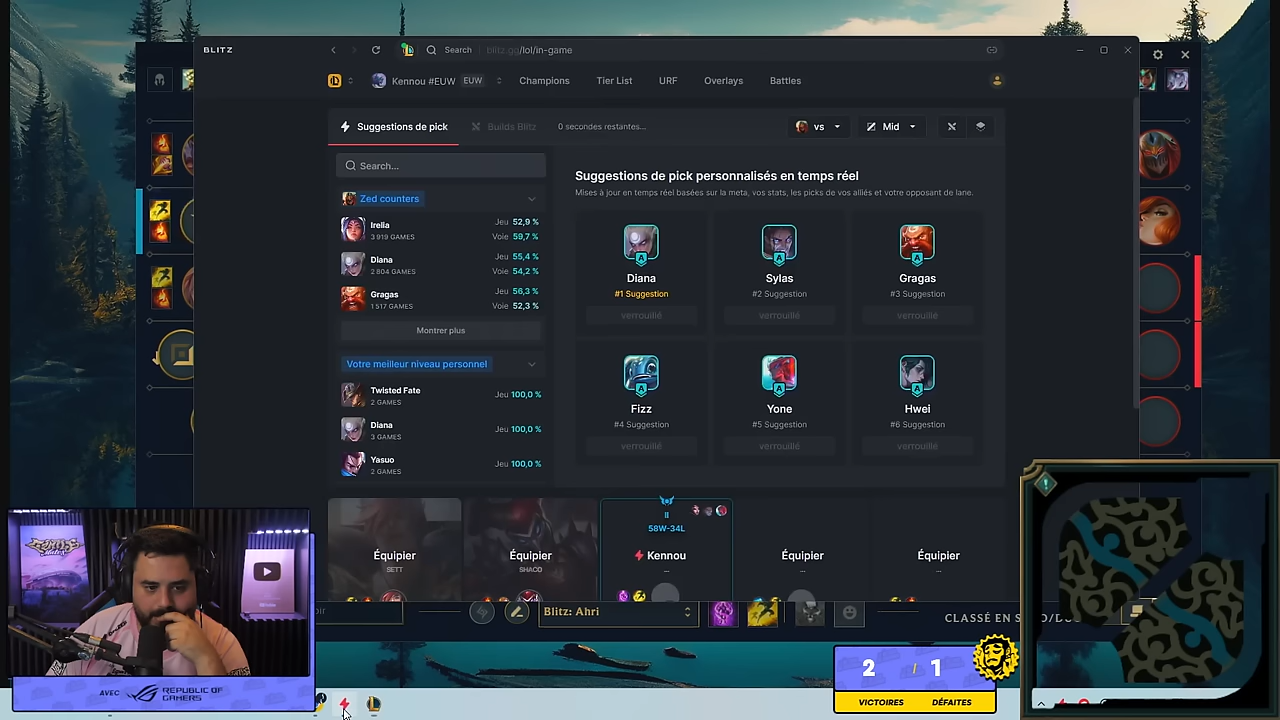 BLITZ
Search
blitz.gg/lol/in-game
Kennou #EUW
EUW
Champions
Tier List
URF
Overlays
Battles
Suggestions de pick
Builds Blitz
0 secondes restantes...
vs
Mid
Search...
Zed counters
Irelia
3 919 GAMES
Jeu 52,9 %
Voie 59,7 %
Diana
2 804 GAMES
Jeu 55,4 %
Voie 54,2 %
Gragas
1 517 GAMES
Jeu 56,3 %
Voie 52,3 %
Montrer plus
Votre meilleur niveau personnel
Twisted Fate
2 GAMES
Jeu 100,0 %
Diana
3 GAMES
Jeu 100,0 %
Yasuo
2 GAMES
Jeu 100,0 %
Suggestions de pick personnalisés en temps réel
Mises à jour en temps réel basées sur la meta, vos stats, les picks de vos alliés et votre opposant de lane.
Diana
#1 Suggestion
verrouillé
Sylas
#2 Suggestion
verrouillé
Gragas
#3 Suggestion
verrouillé
Fizz
#4 Suggestion
verrouillé
Yone
#5 Suggestion
verrouillé
Hwei
#6 Suggestion
verrouillé
Équipier
SETT
Équipier
SHACO
II
56W-34L
Kennou
...
Équipier
...
Équipier
...
Blitz: Ahri
CLASSÉ EN S
2 / 1
VICTOIRES
DÉFAITES
AVEC
REPUBLIC OF
GAMERS